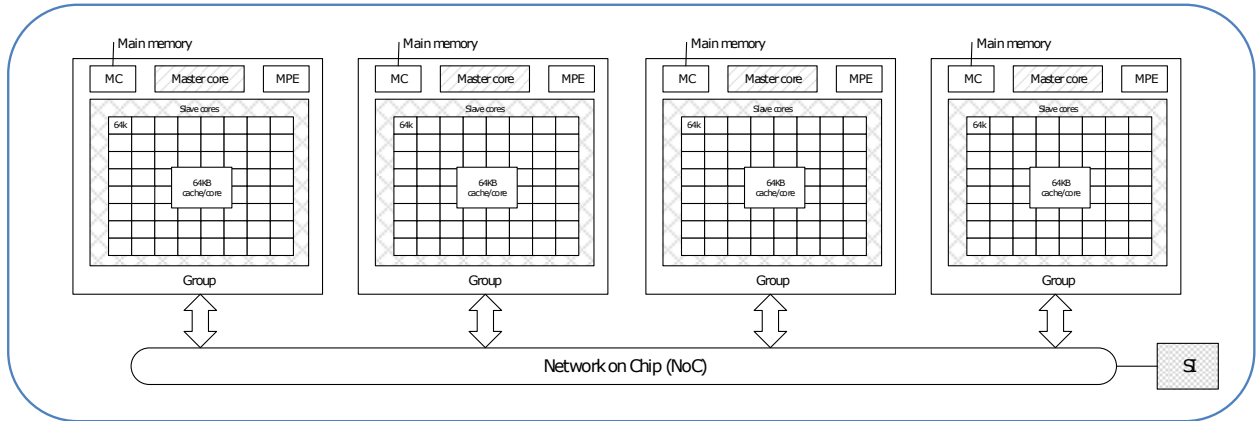 Main memory
Main memory
Main memory
Main memory
MC
Master core
MPE
MC
Master core
MPE
MC
Master core
MPE
MC
Master core
MPE
Slave cores
Slave cores
Slave cores
Slave cores
64k
64k
64k
64k
64KB
cache/core
64KB
cache/core
64KB
cache/core
64KB
cache/core
Group
Group
Group
Group
Network on Chip (NoC)
SI